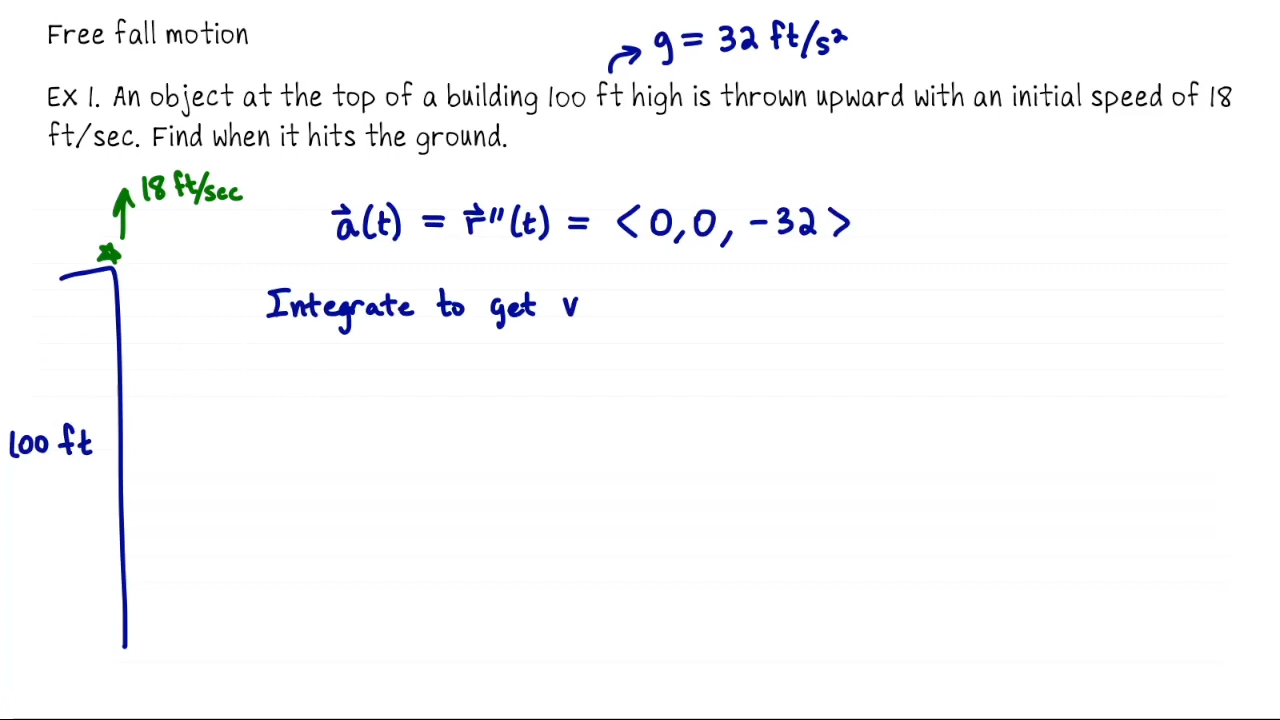 Free fall motion
g = 32 ft/s²
Ex 1. An object at the top of a building 100 ft high is thrown upward with an initial speed of 18
ft/sec. Find when it hits the ground.
18 ft/sec
a⃗(t) = r⃗''(t) = <0, 0, -32>
Integrate to get v
100 ft